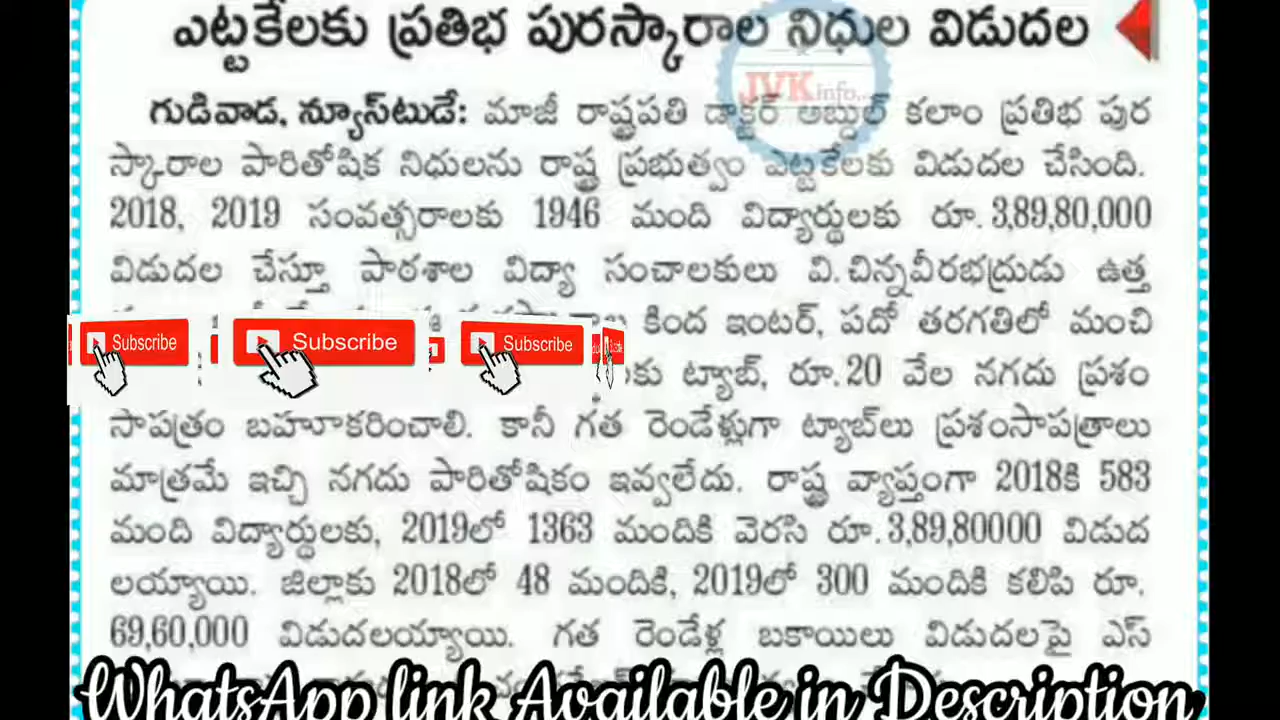 ఎట్టకేలకు ప్రతిభ పురస్కారాల నిధుల విడుదల
JVKinfo...
గుడివాడ, న్యూస్‌టుడే: మాజీ రాష్ట్రపతి డాక్టర్ అబ్దుల్ కలాం ప్రతిభ పుర
స్కారాల పారితోషిక నిధులను రాష్ట్ర ప్రభుత్వం ఎట్టకేలకు విడుదల చేసింది.
2018, 2019 సంవత్సరాలకు 1946 మంది విద్యార్థులకు రూ.3,89,80,000
విడుదల చేస్తూ పాఠశాల విద్యా సంచాలకులు వి.చిన్నవీరభద్రుడు ఉత్త
కింద ఇంటర్, పదో తరగతిలో మంచి
Subscribe Subscribe Subscribe
కు ట్యాబ్, రూ.20 వేల నగదు ప్రశం
సాపత్రం బహూకరించాలి. కానీ గత రెండేళ్లుగా ట్యాబ్‌లు ప్రశంసాపత్రాలు
మాత్రమే ఇచ్చి నగదు పారితోషికం ఇవ్వలేదు. రాష్ట్ర వ్యాప్తంగా 2018కి 583
మంది విద్యార్థులకు, 2019లో 1363 మందికి వెరసి రూ.3,89,80000 విడుద
లయ్యాయి. జిల్లాకు 2018లో 48 మందికి, 2019లో 300 మందికి కలిపి రూ.
69,60,000 విడుదలయ్యాయి. గత రెండేళ్ల బకాయిలు విడుదలపై ఎస్
WhatsApp link Available in Description